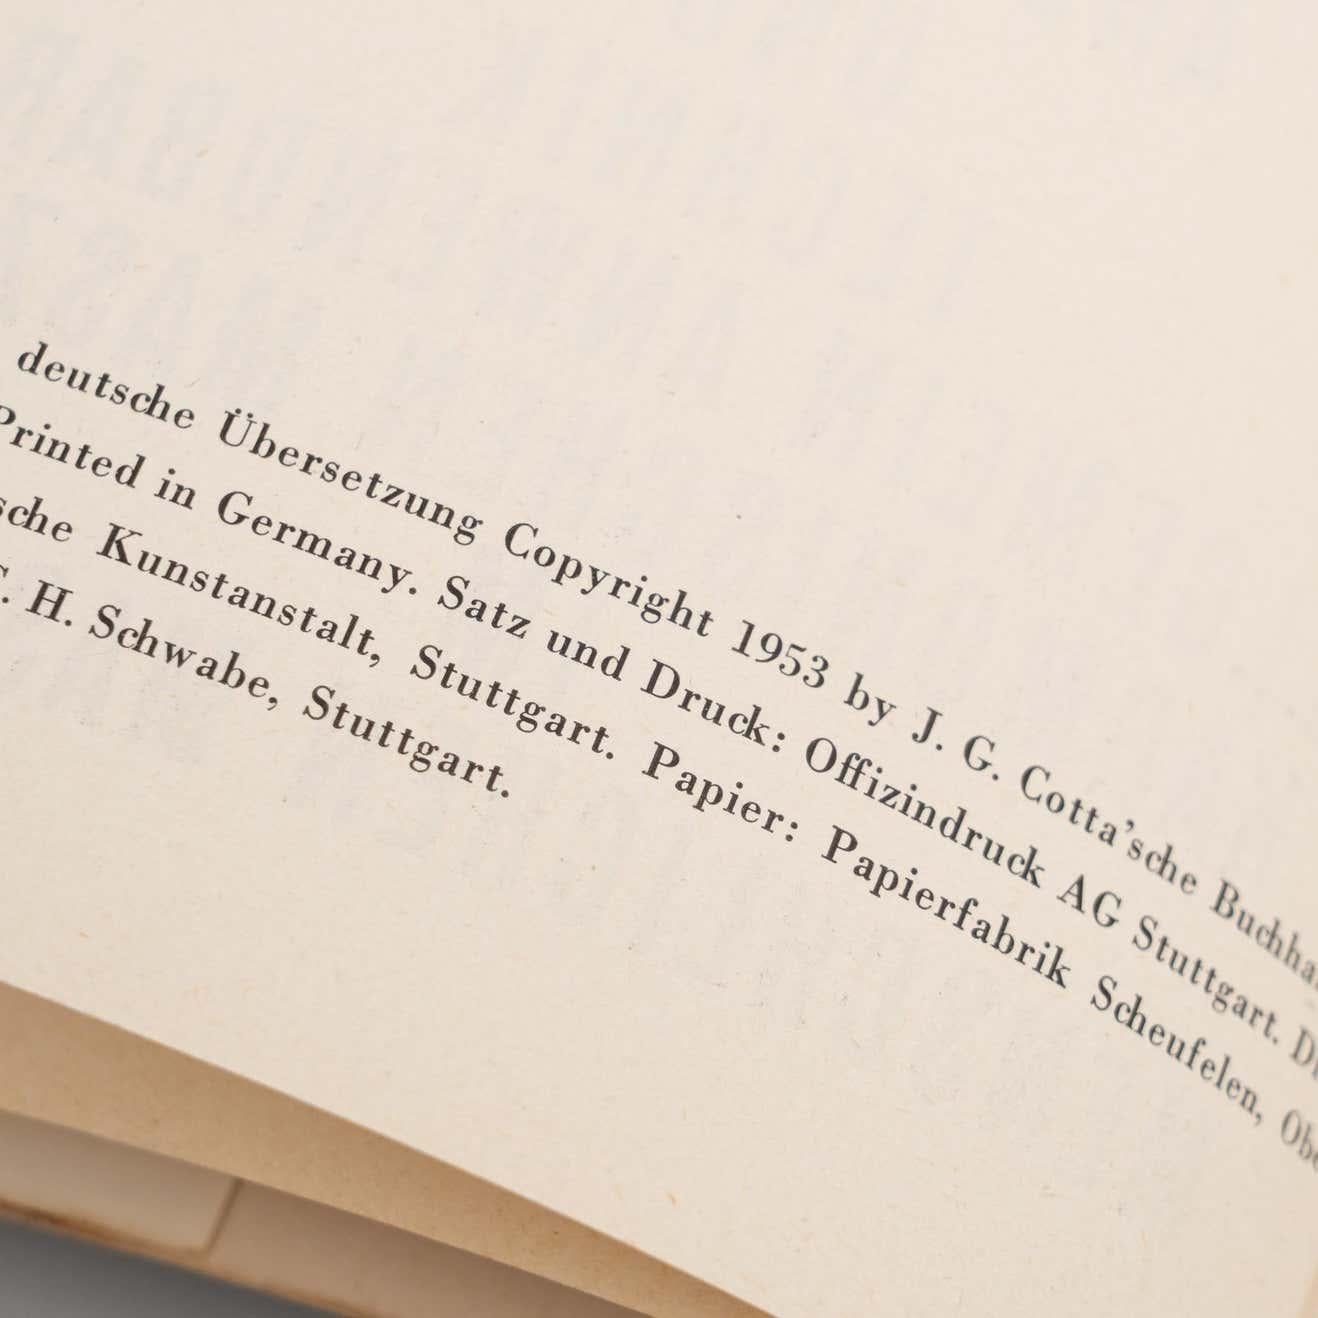 deutsche Übersetzung Copyright 1953 by J. G. Cotta’sche
Printed in Germany. Satz und Druck: Offizindruck AG Stuttgart.
Kunstanstalt, Stuttgart. Papier: Papierfabrik Scheufelen,
H. Schwabe, Stuttgart.